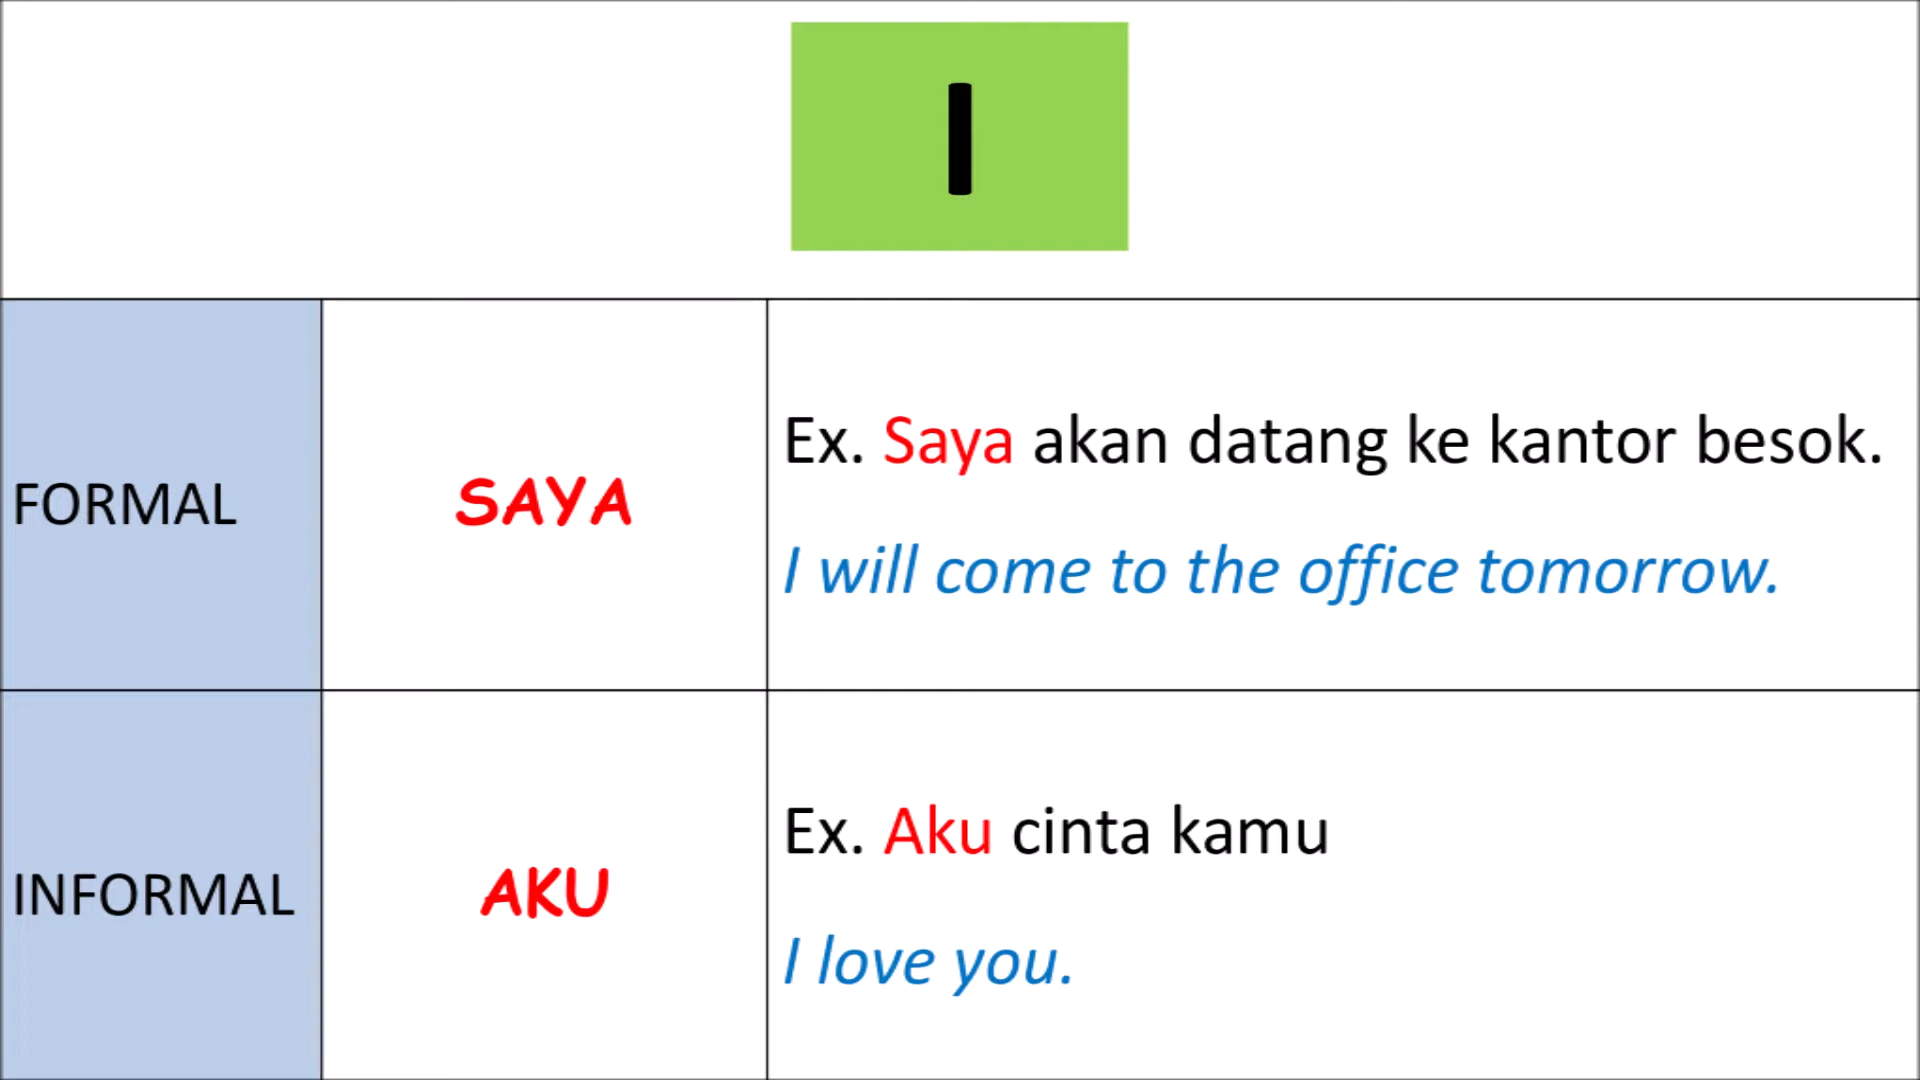 I
FORMAL
SAYA
Ex. Saya akan datang ke kantor besok.
I will come to the office tomorrow.
INFORMAL
AKU
Ex. Aku cinta kamu
I love you.